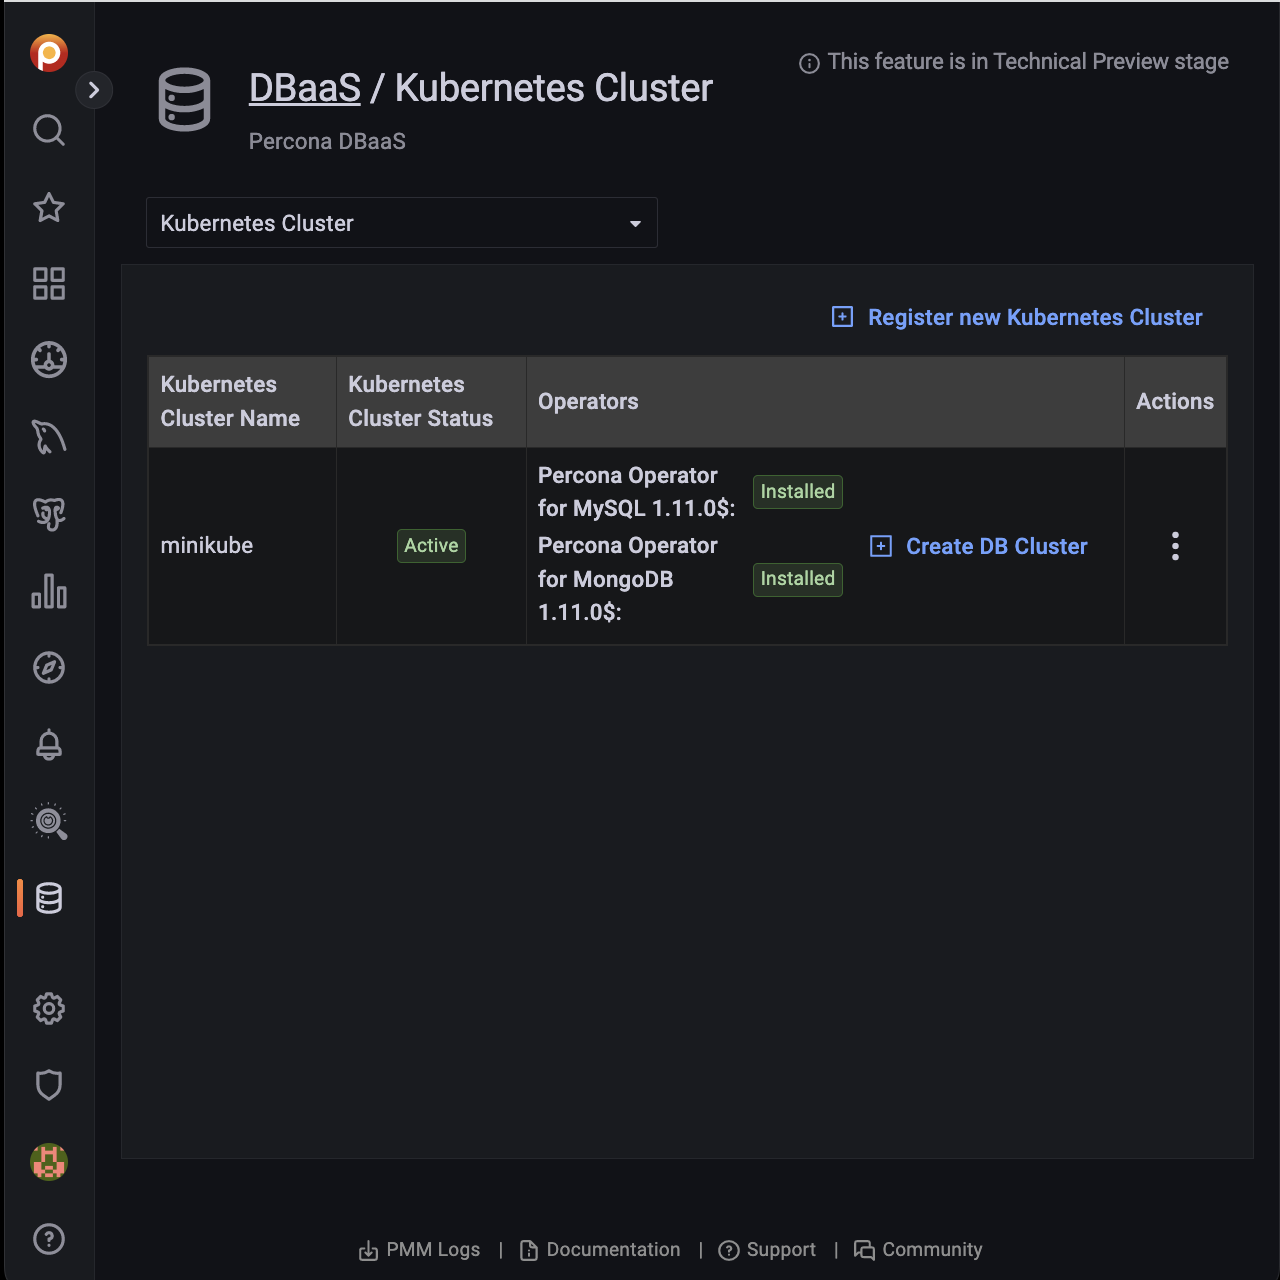 DBaaS / Kubernetes Cluster
This feature is in Technical Preview stage
Percona DBaaS
Kubernetes Cluster
Register new Kubernetes Cluster
Kubernetes
Cluster Name
Kubernetes
Cluster Status
Operators
Actions
minikube
Active
Percona Operator
for MySQL 1.11.0$:
Installed
Percona Operator
for MongoDB
1.11.0$:
Installed
Create DB Cluster
PMM Logs | Documentation | Support | Community